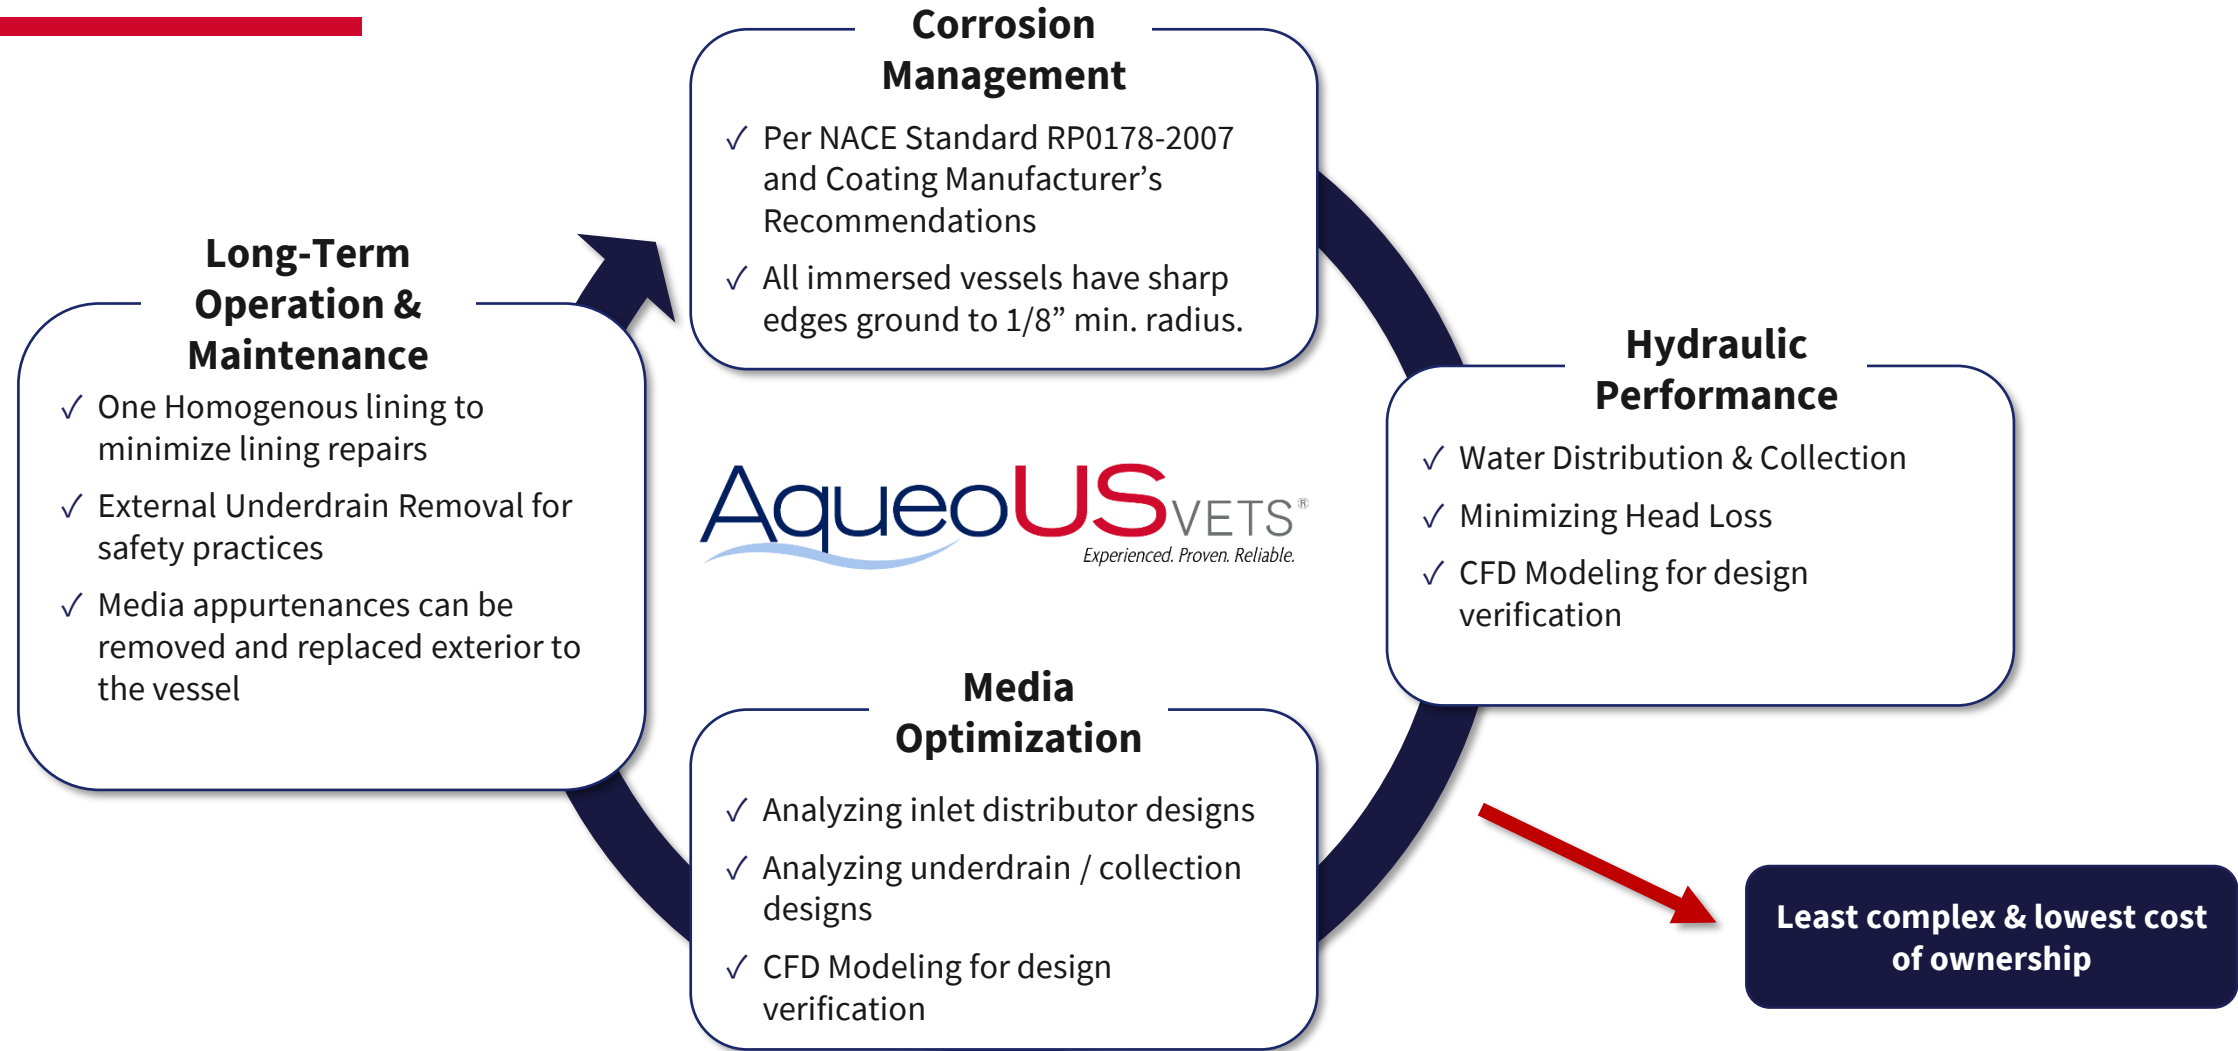 Corrosion
Management
✓ Per NACE Standard RP0178-2007
and Coating Manufacturer’s
Recommendations
✓ All immersed vessels have sharp
edges ground to 1/8” min. radius.
Long-Term
Operation &
Maintenance
✓ One Homogenous lining to
minimize lining repairs
✓ External Underdrain Removal for
safety practices
✓ Media appurtenances can be
removed and replaced exterior to
the vessel
Hydraulic
Performance
✓ Water Distribution & Collection
✓ Minimizing Head Loss
✓ CFD Modeling for design
verification
AqueoUSVETS®
Experienced. Proven. Reliable.
Media
Optimization
✓ Analyzing inlet distributor designs
✓ Analyzing underdrain / collection
designs
✓ CFD Modeling for design
verification
Least complex & lowest cost
of ownership